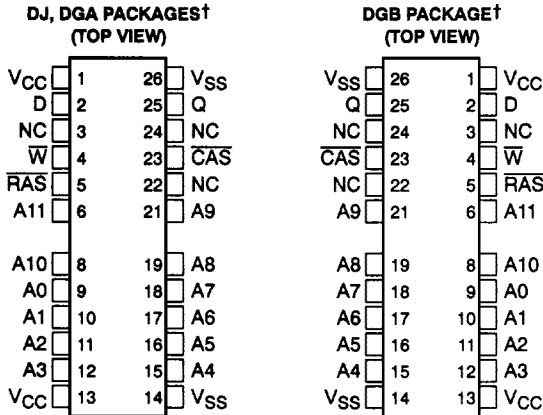 DJ, DGA PACKAGES†
(TOP VIEW)
VCC 1 26 VSS
D 2 25 Q
NC 3 24 NC
W̅ 4 23 C̅A̅S̅
R̅A̅S̅ 5 22 NC
A11 6 21 A9
A10 8 19 A8
A0 9 18 A7
A1 10 17 A6
A2 11 16 A5
A3 12 15 A4
VCC 13 14 VSS
DGB PACKAGE†
(TOP VIEW)
VSS 26 1 VCC
Q 25 2 D
NC 24 3 NC
C̅A̅S̅ 23 4 W̅
NC 22 5 R̅A̅S̅
A9 21 6 A11
A8 19 8 A10
A7 18 9 A0
A6 17 10 A1
A5 16 11 A2
A4 15 12 A3
VSS 14 13 VCC